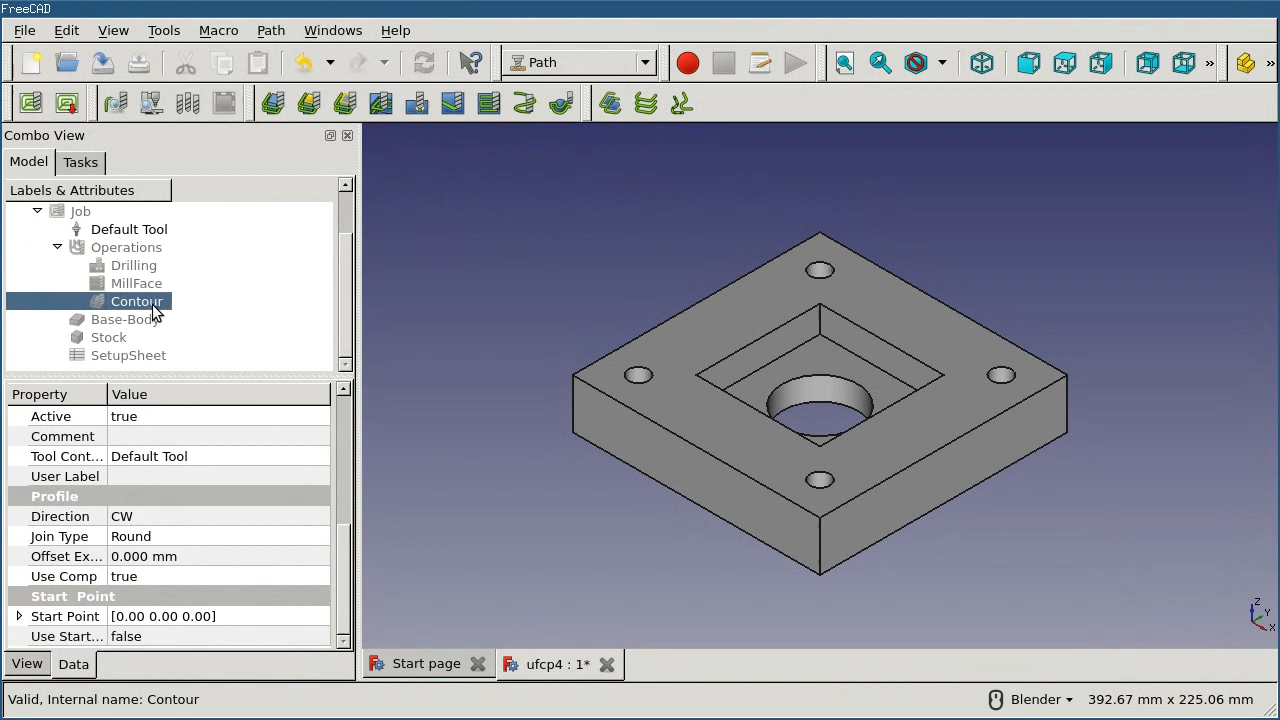 FreeCAD
File Edit View Tools Macro Path Windows Help
Path
» »
Combo View
Model Tasks
Labels & Attributes
Job
Default Tool
Operations
Drilling
MillFace
Contour
Base-Body
Stock
SetupSheet
Property Value
Active true
Comment
Tool Cont... Default Tool
User Label
Profile
Direction CW
Join Type Round
Offset Ex... 0.000 mm
Use Comp true
Start Point
Start Point [0.00 0.00 0.00]
Use Start... false
Z
Y
X
View Data
Start page ufcp4 : 1*
Valid, Internal name: Contour
Blender 392.67 mm x 225.06 mm